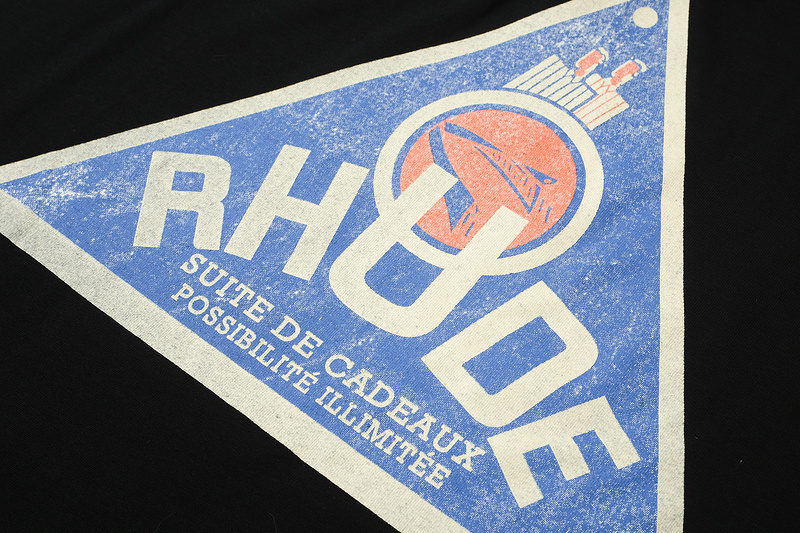 RHUDE
SUITE DE CADEAUX
POSSIBILITÉ ILLIMITÉE